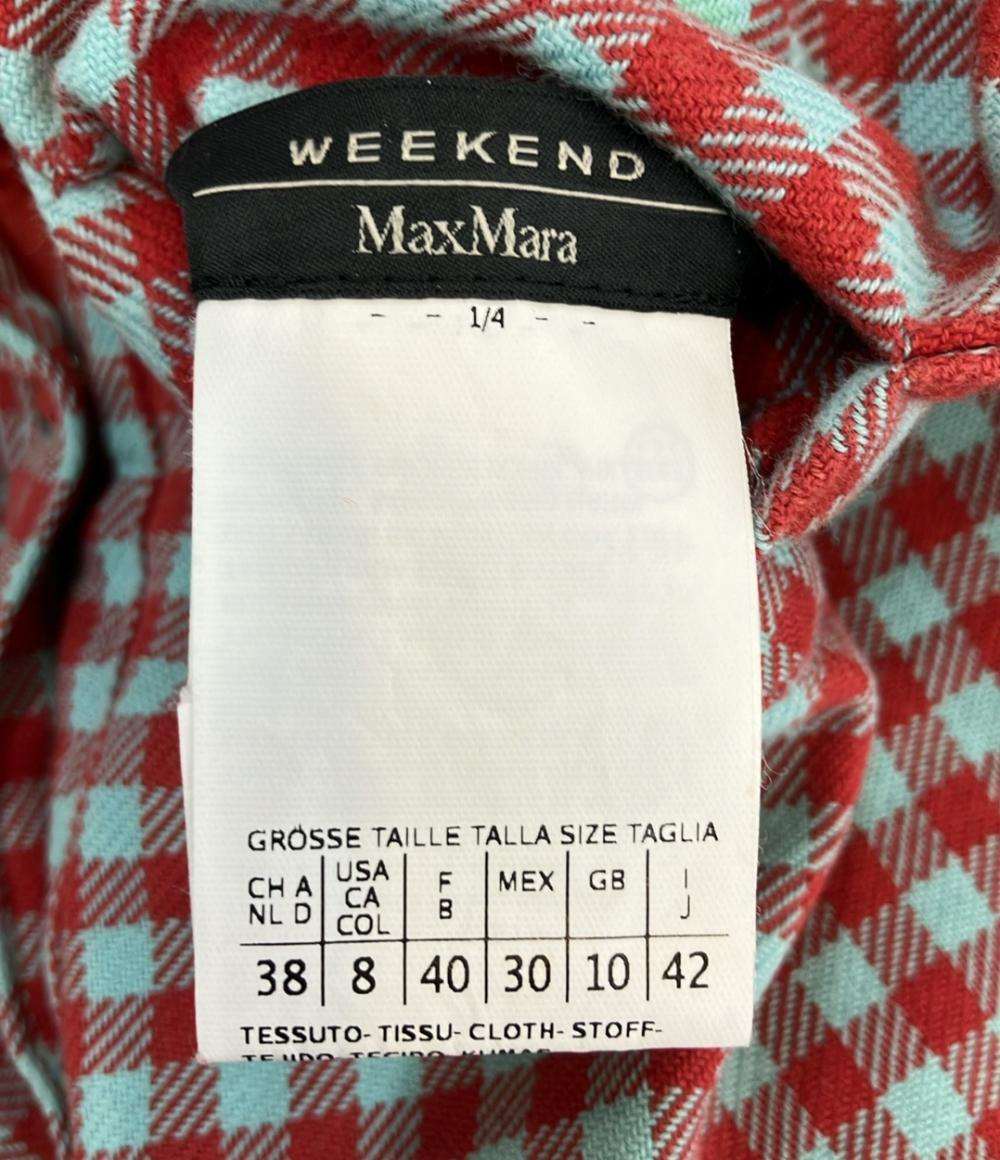 WEEKEND
MaxMara
- - 1/4 - -
GRÖSSE TAILLE TALLA SIZE TAGLIA
CH A NL D USA CA COL F B MEX GB I J
38 8 40 30 10 42
TESSUTO- TISSU- CLOTH- STOFF-